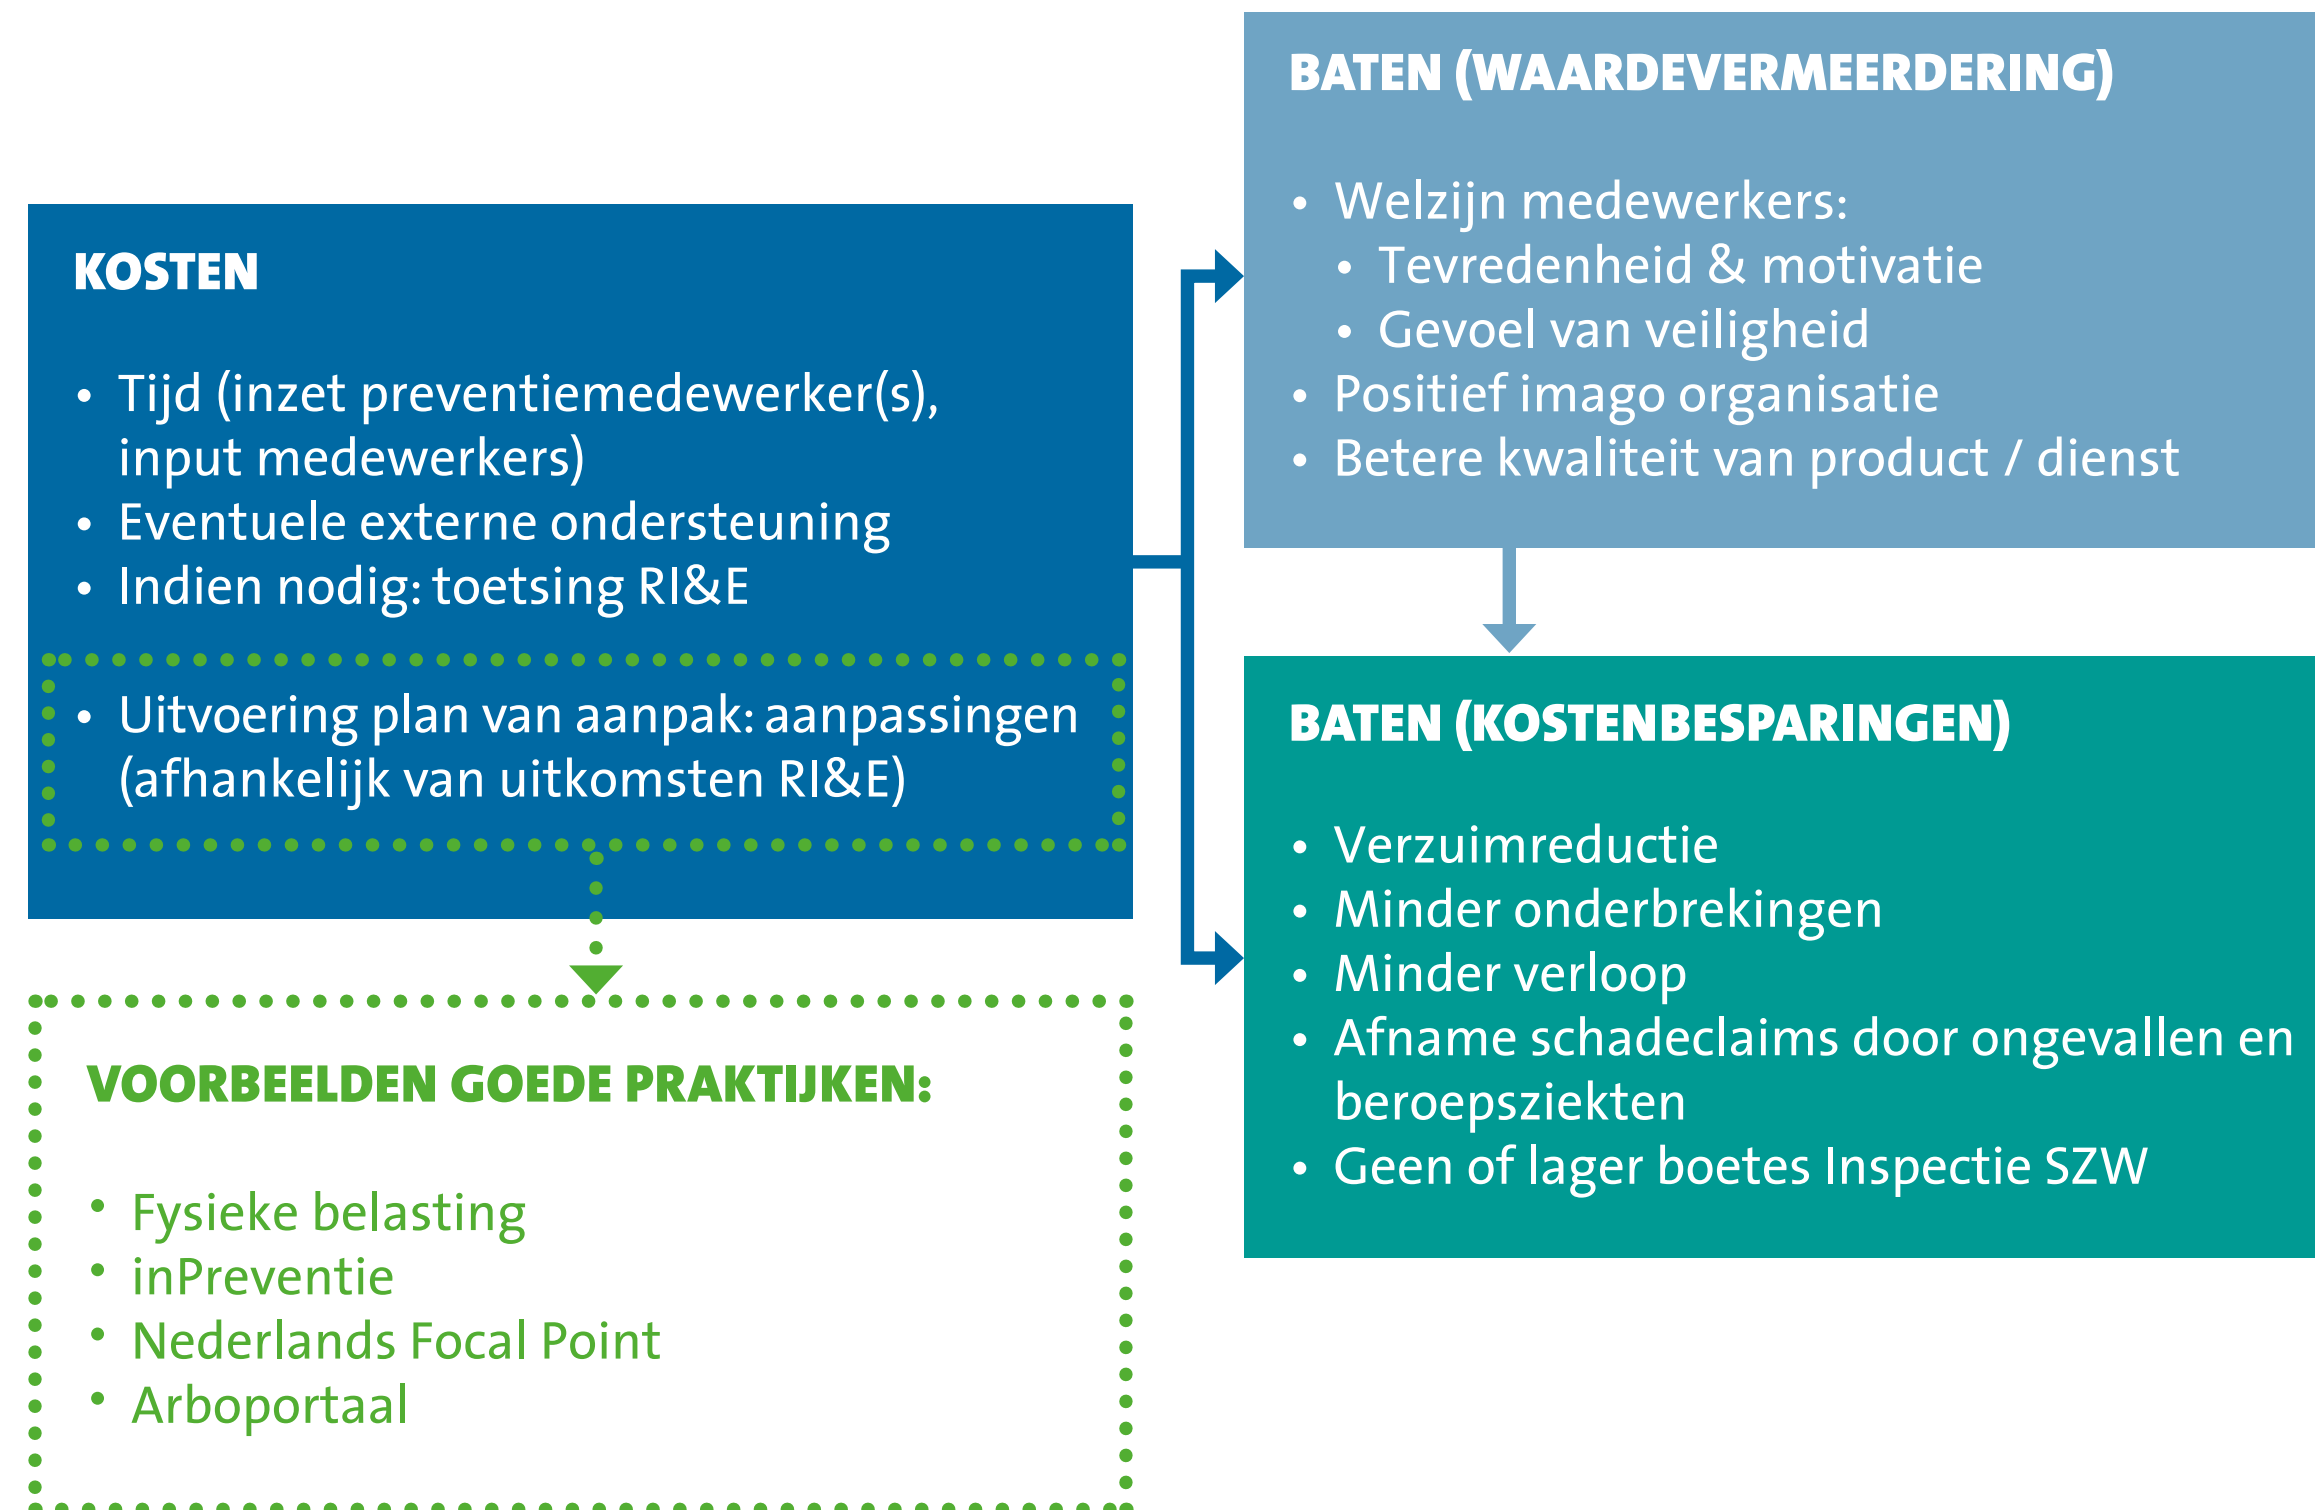 KOSTEN
• Tijd (inzet preventiemedewerker(s),
input medewerkers)
• Eventuele externe ondersteuning
• Indien nodig: toetsing RI&E
• Uitvoering plan van aanpak: aanpassingen
(afhankelijk van uitkomsten RI&E)
VOORBEELDEN GOEDE PRAKTIJKEN:
• Fysieke belasting
• inPreventie
• Nederlands Focal Point
• Arboportaal
BATEN (WAARDEVERMEERDERING)
• Welzijn medewerkers:
• Tevredenheid & motivatie
• Gevoel van veiligheid
• Positief imago organisatie
• Betere kwaliteit van product / dienst
BATEN (KOSTENBESPARINGEN)
• Verzuimreductie
• Minder onderbrekingen
• Minder verloop
• Afname schadeclaims door ongevallen en
beroepsziekten
• Geen of lager boetes Inspectie SZW